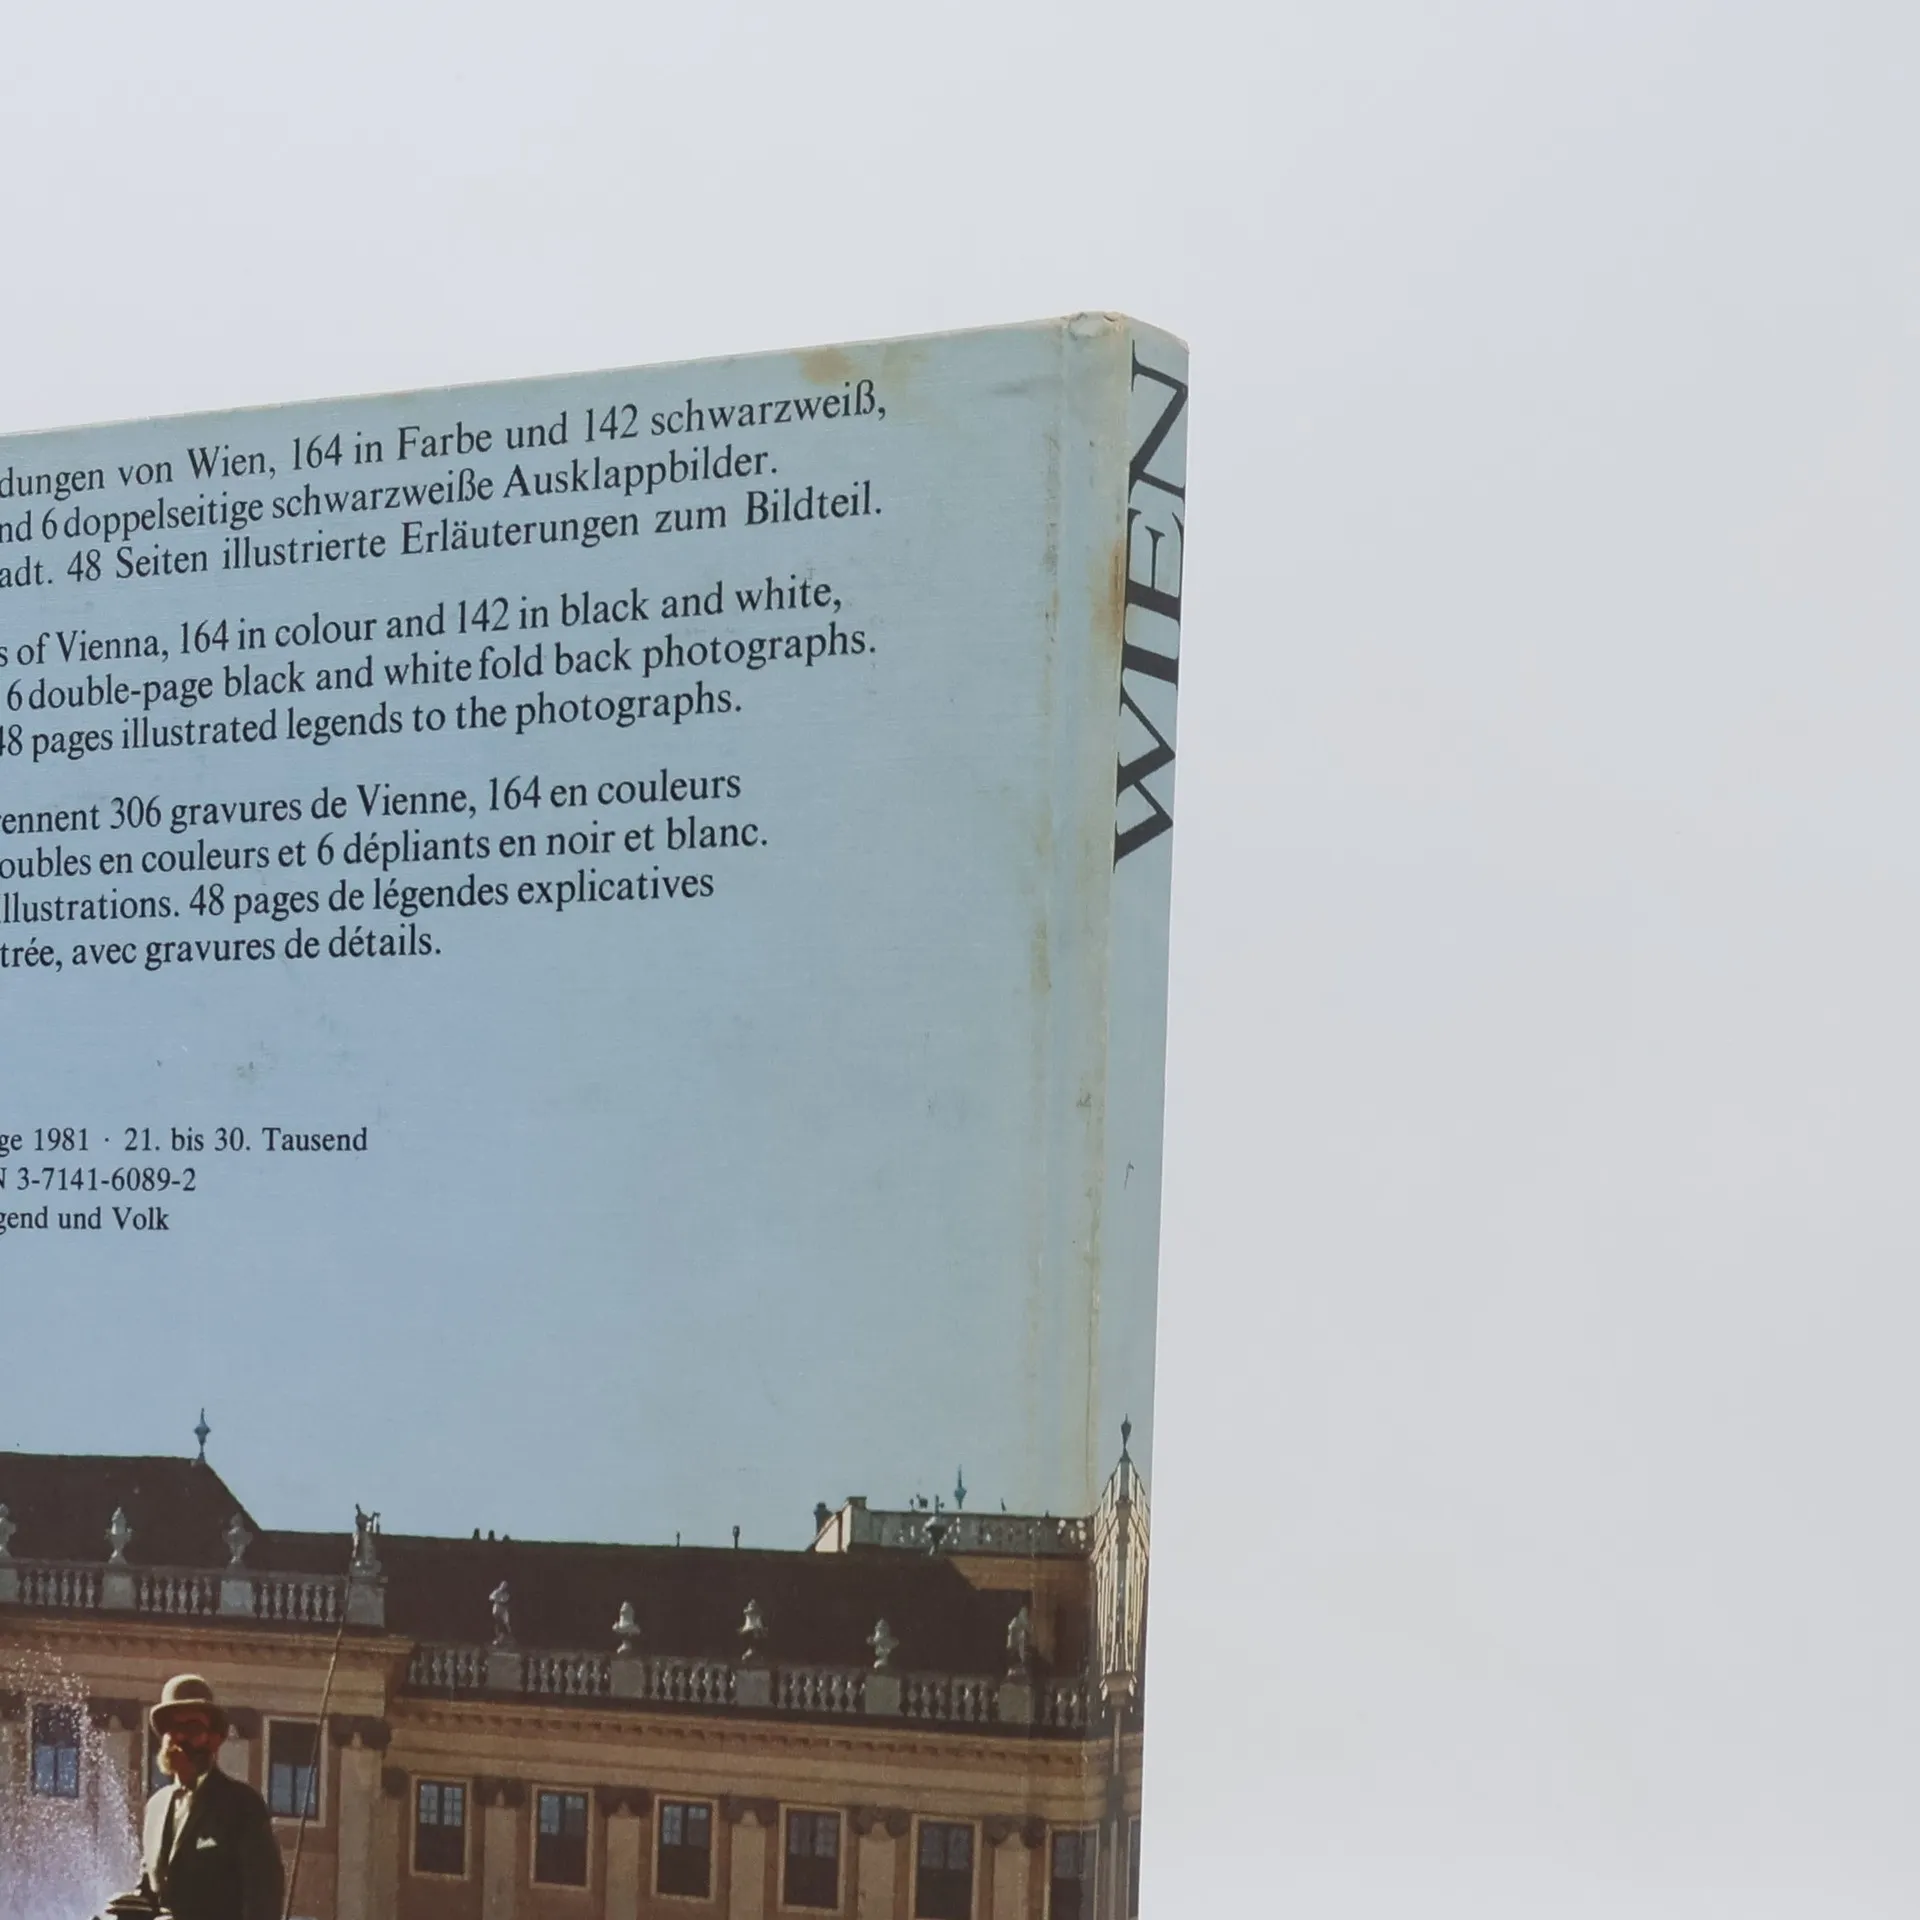 dungen von Wien, 164 in Farbe und 142 schwarzweiß,
nd 6 doppelseitige schwarzweiße Ausklappbilder.
adt. 48 Seiten illustrierte Erläuterungen zum Bildteil.
s of Vienna, 164 in colour and 142 in black and white,
6 double-page black and white fold back photographs.
48 pages illustrated legends to the photographs.
ennent 306 gravures de Vienne, 164 en couleurs
oubles en couleurs et 6 dépliants en noir et blanc.
llustrations. 48 pages de légendes explicatives
trée, avec gravures de détails.
ge 1981 · 21. bis 30. Tausend
N 3-7141-6089-2
gend und Volk
WIEN